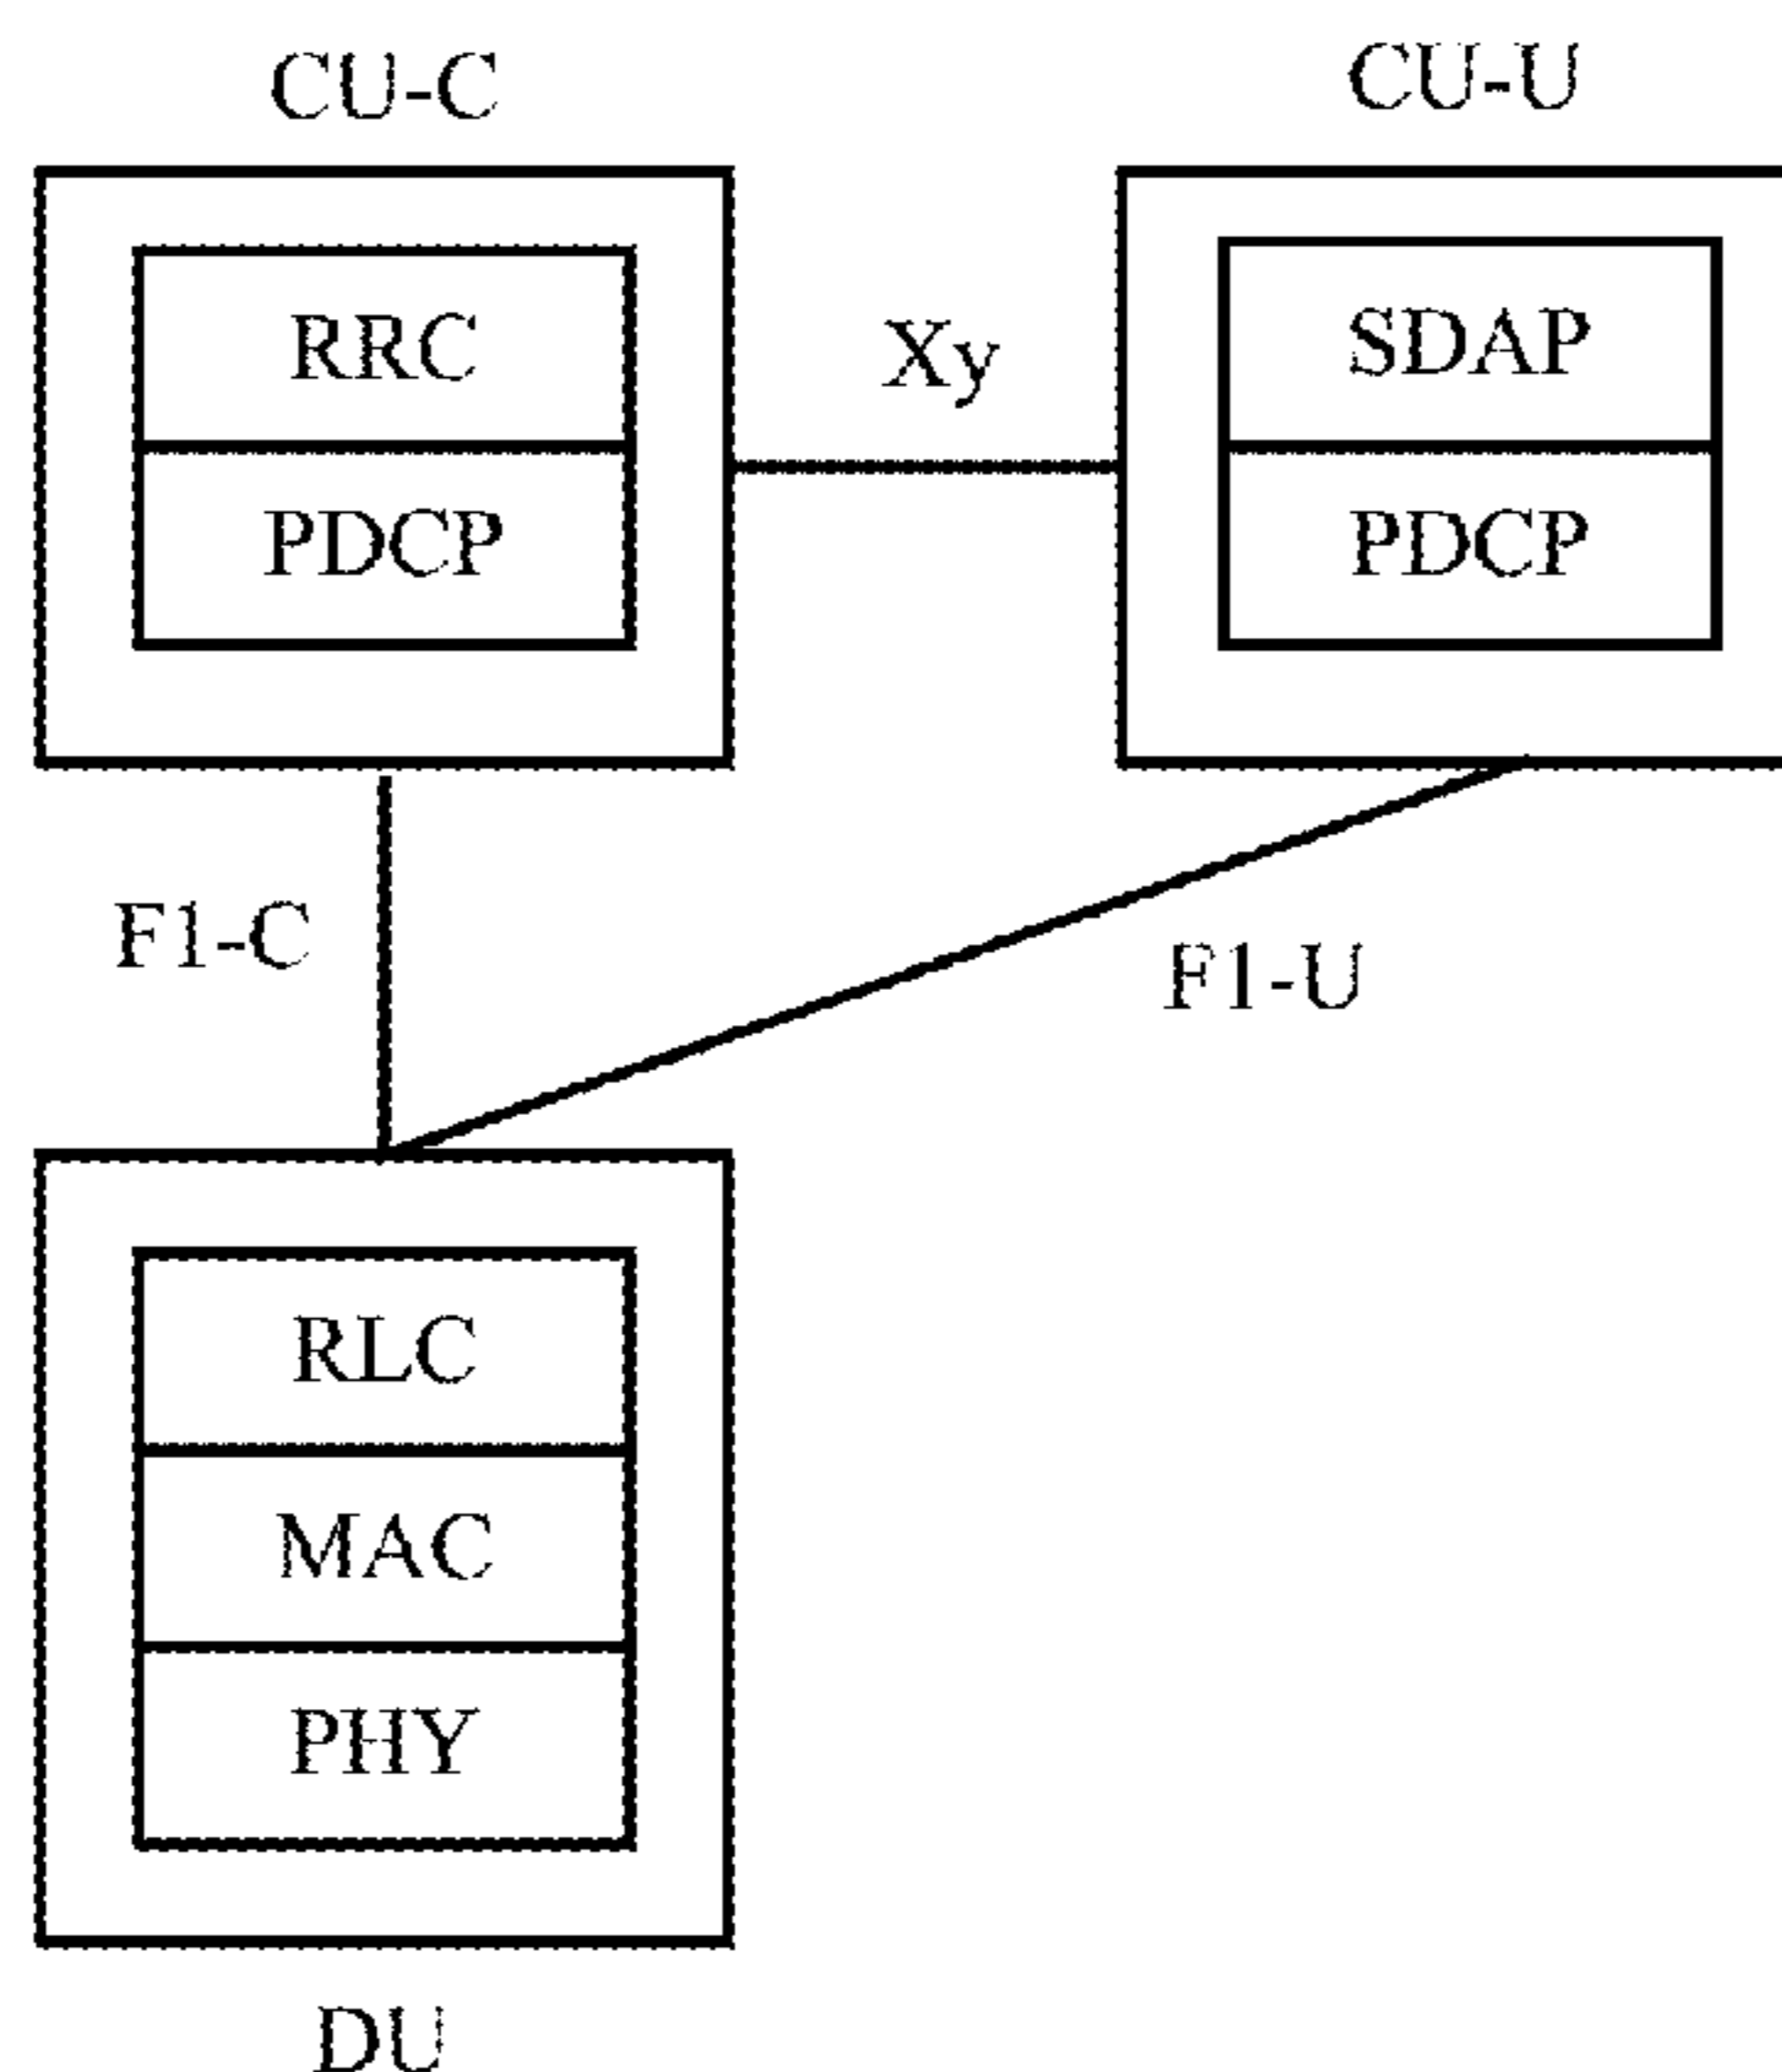 CU-C
CU-U
RRC
PDCP
Xy
SDAP
PDCP
F1-C
F1-U
RLC
MAC
PHY
DU